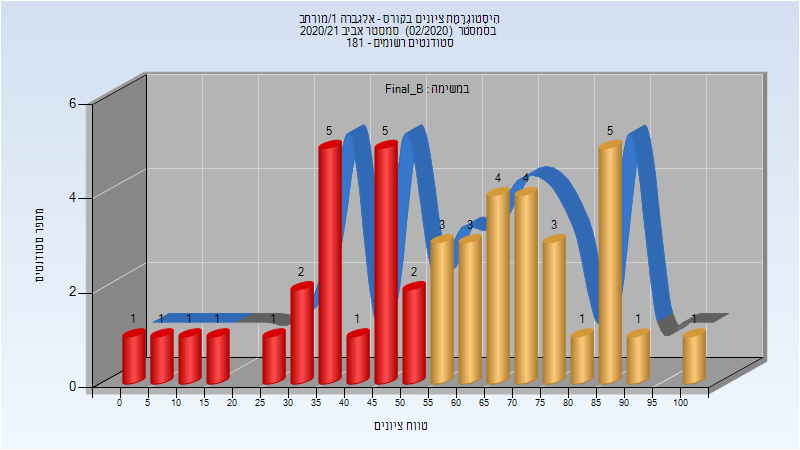 היסטוגרמת ציונים בקורס - אלגברה 1/מורחב
בסמסטר (02/2020) סמסטר אביב 2020/21
סטודנטים רשומים - 181
במשימה : Final_B
מספר סטודנטים
6
4
2
0
1 1 1 1 1 2 5 1 5 2 3 3 4 4 3 1 5 1 1
0 5 10 15 20 25 30 35 40 45 50 55 60 65 70 75 80 85 90 95 100
טווח ציונים